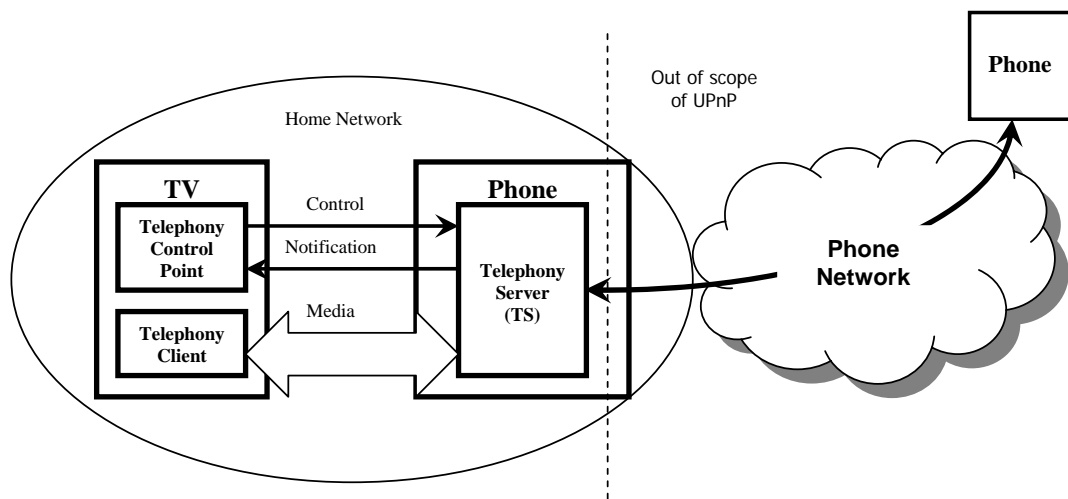 Phone
Out of scope
of UPnP
Home Network
TV
Phone
Telephony
Control
Point
Control
Notification
Telephony
Server
(TS)
Phone
Network
Media
Telephony
Client